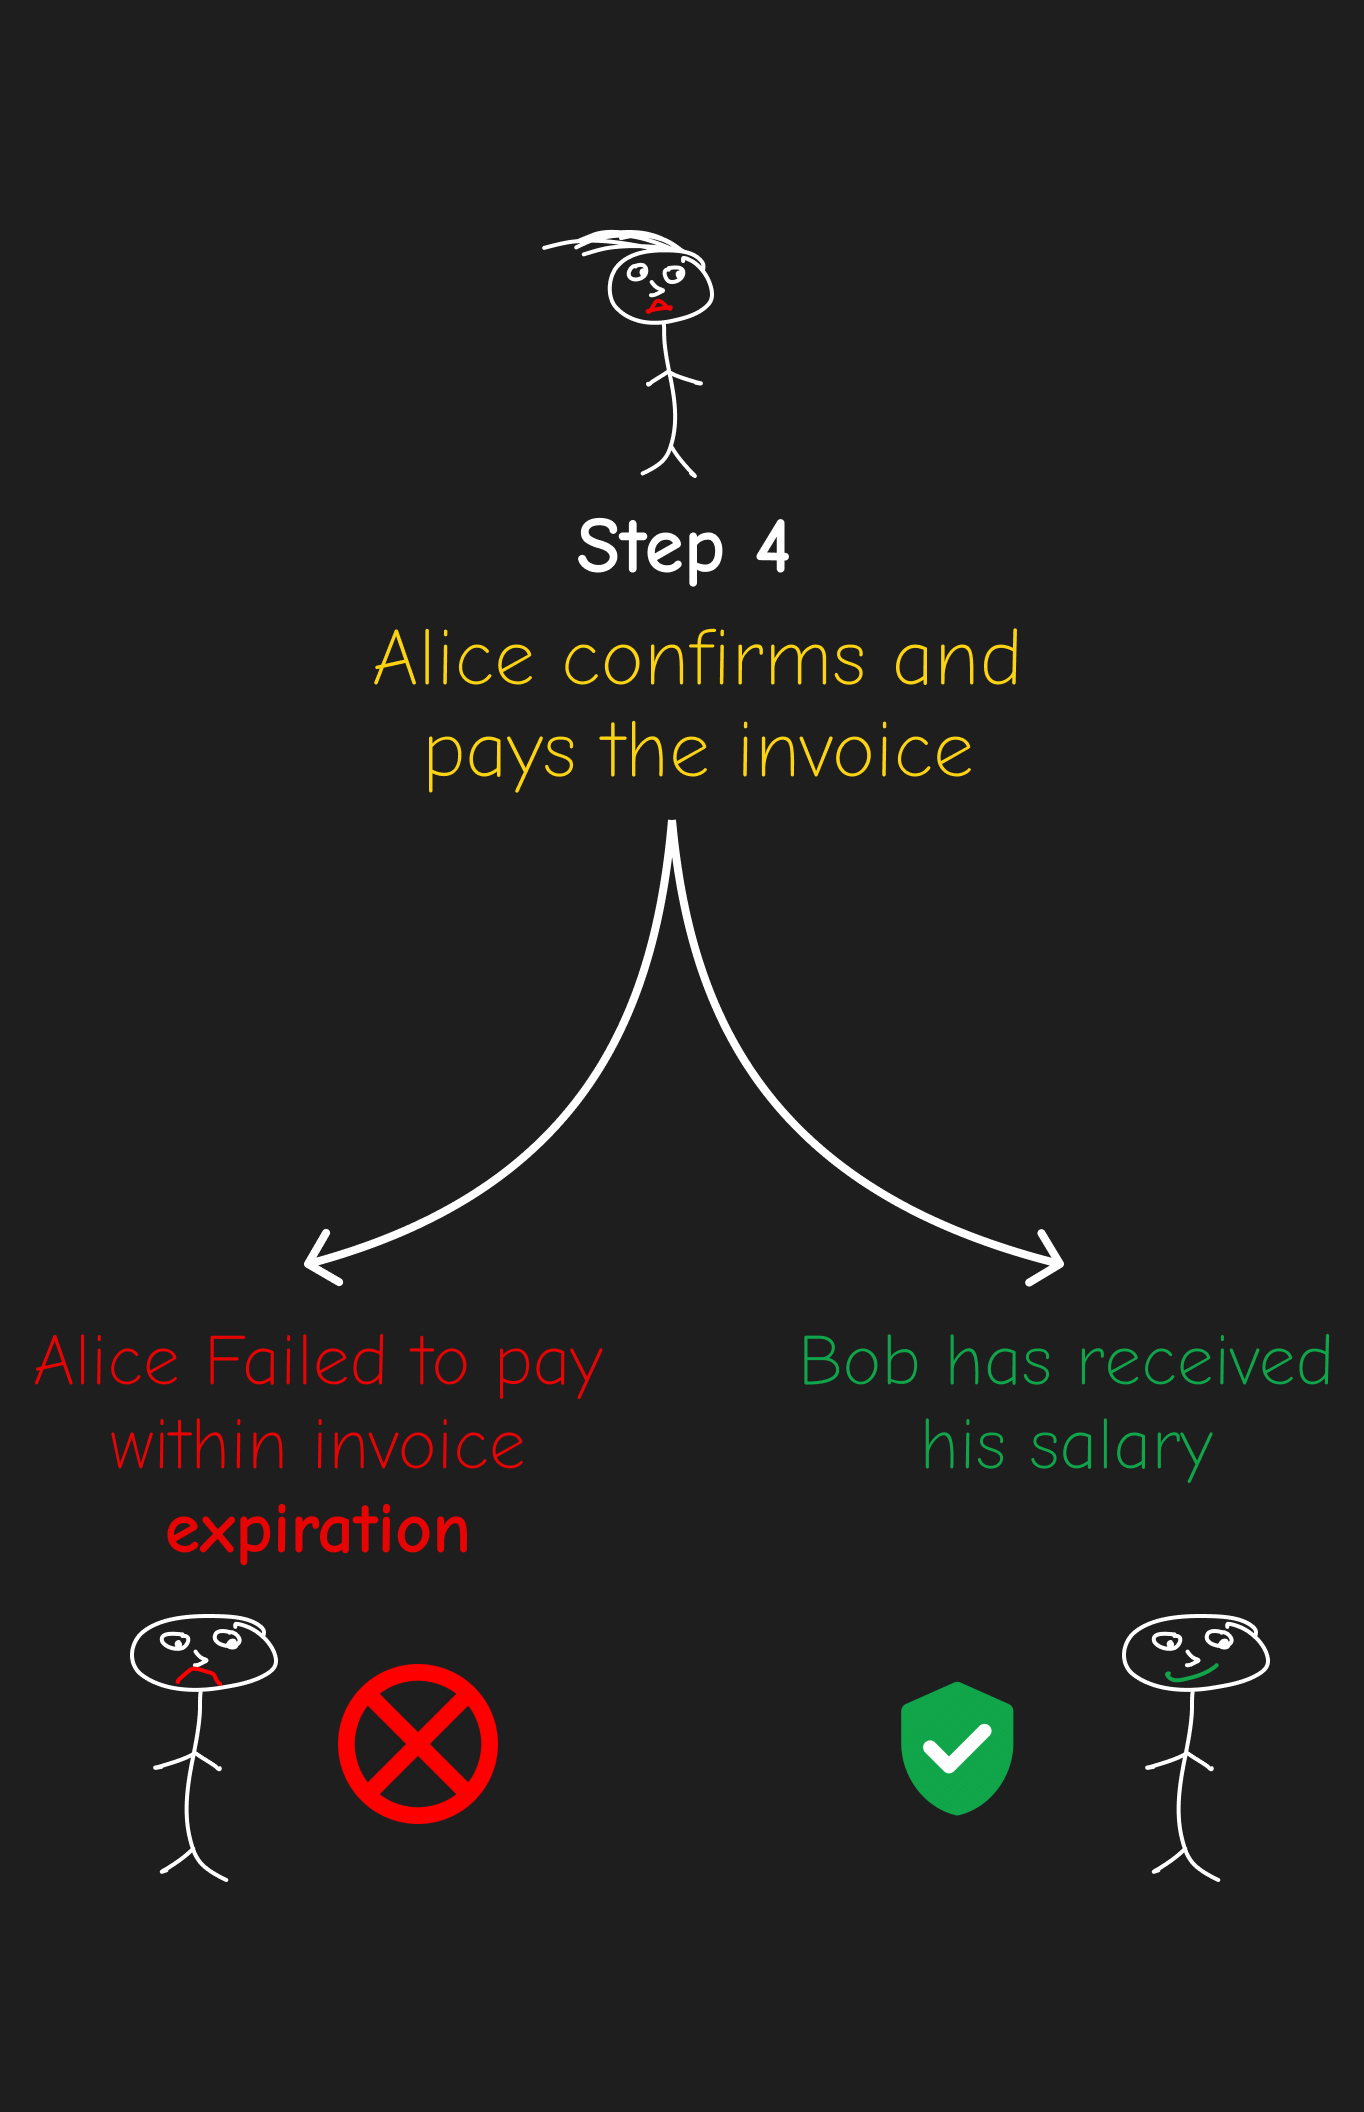 Step 4
Alice confirms and
pays the invoice
Alice Failed to pay
within invoice
expiration
Bob has received
his salary